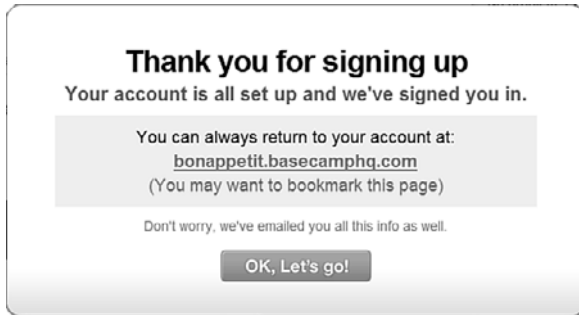 Thank you for signing up
Your account is all set up and we've signed you in.
You can always return to your account at:
bonappetit.basecamphq.com
(You may want to bookmark this page)
Don't worry, we've emailed you all this info as well.
OK, Let's go!